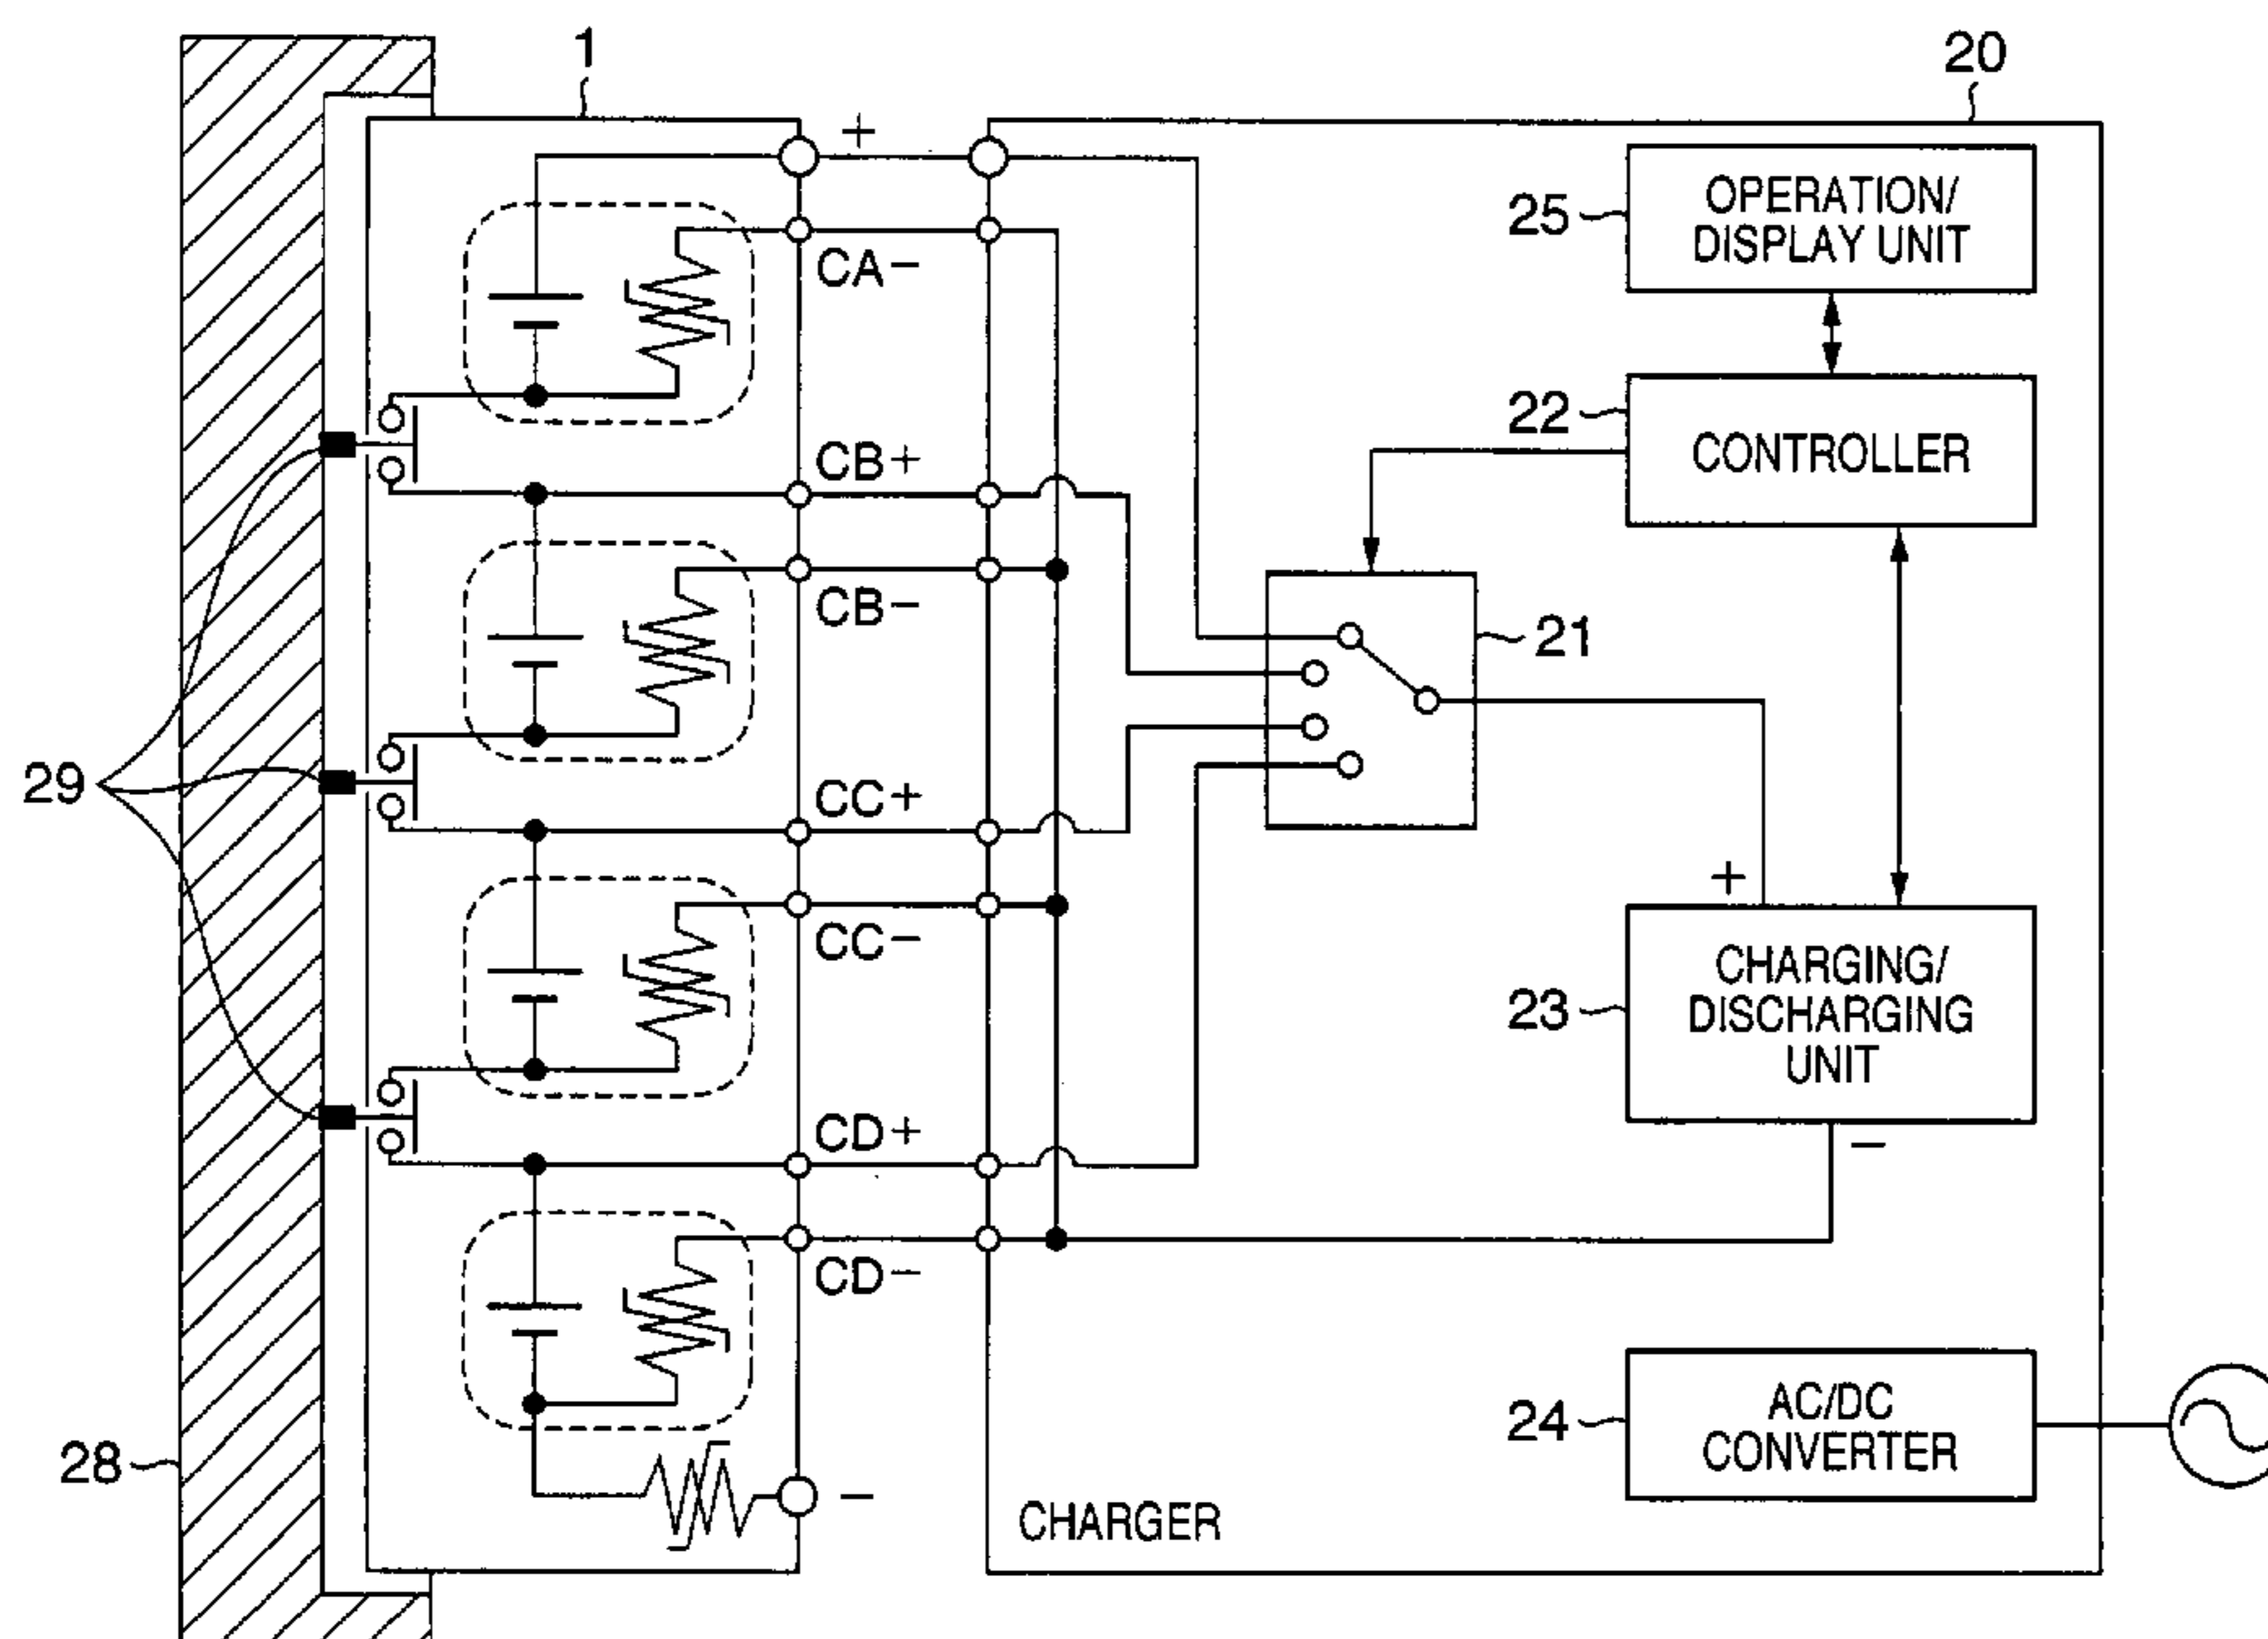 1
20
+
25
OPERATION/
DISPLAY UNIT
CA−
22
CONTROLLER
CB+
CB−
21
29
CC+
+
CC−
23
CHARGING/
DISCHARGING
UNIT
CD+
−
CD−
24
AC/DC
CONVERTER
28
−
CHARGER